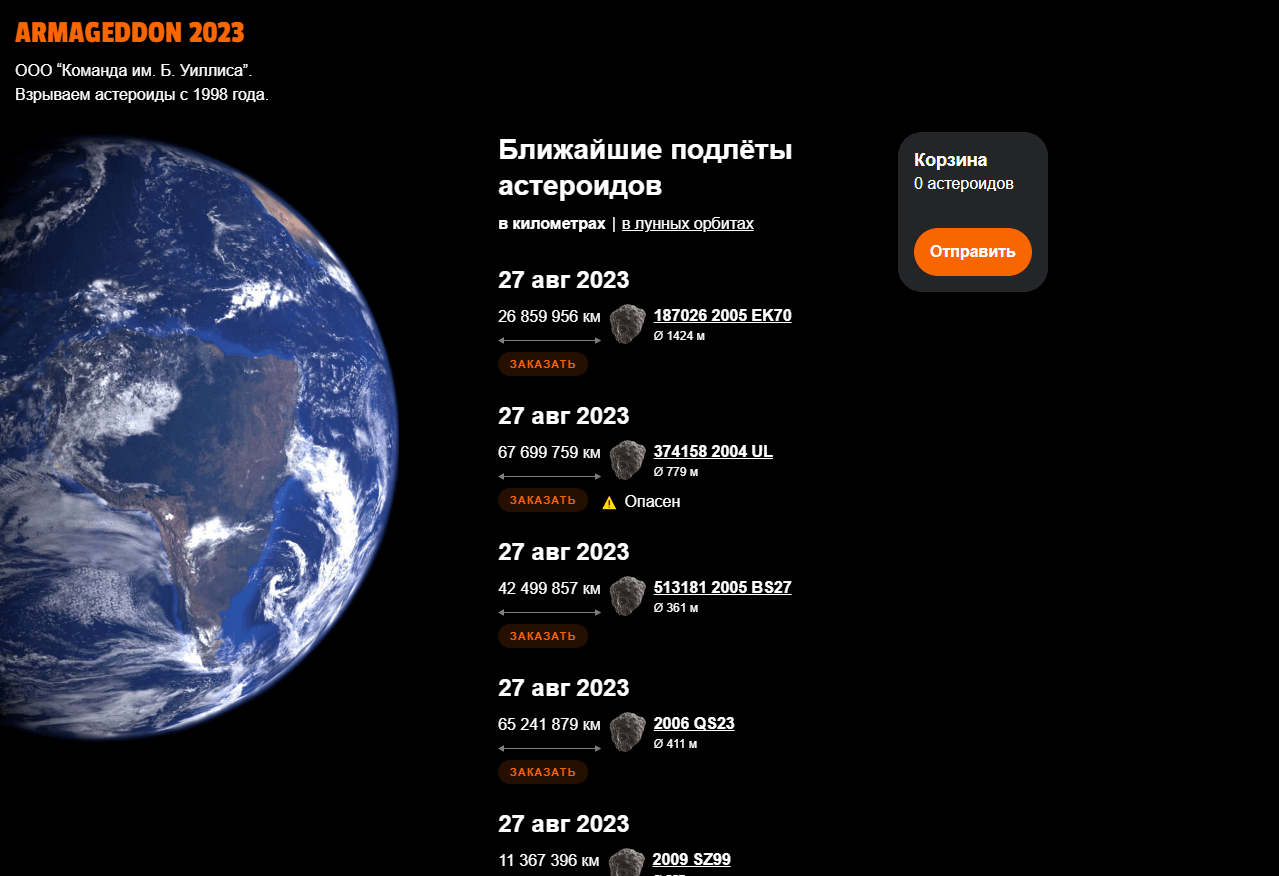 ARMAGEDDON 2023
ООО “Команда им. Б. Уиллиса”.
Взрываем астероиды с 1998 года.
Ближайшие подлёты
астероидов
в километрах | в лунных орбитах
27 авг 2023
26 859 956 км
187026 2005 EK70
Ø 1424 м
ЗАКАЗАТЬ
27 авг 2023
67 699 759 км
374158 2004 UL
Ø 779 м
ЗАКАЗАТЬ
Опасен
27 авг 2023
42 499 857 км
513181 2005 BS27
Ø 361 м
ЗАКАЗАТЬ
27 авг 2023
65 241 879 км
2006 QS23
Ø 411 м
ЗАКАЗАТЬ
27 авг 2023
11 367 396 км
2009 SZ99
Корзина
0 астероидов
Отправить